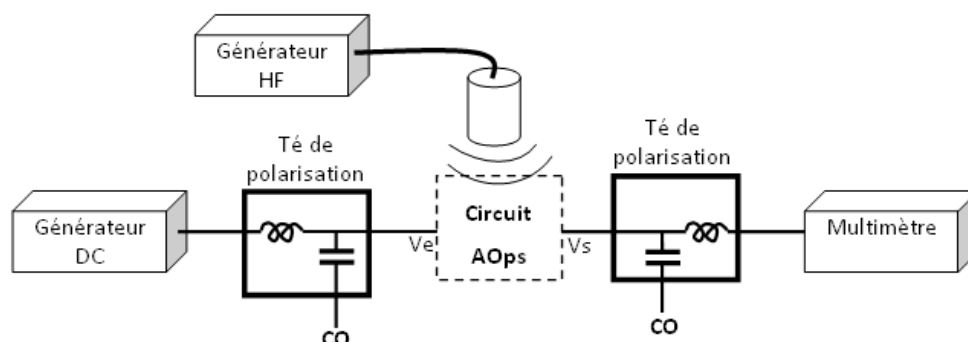 Générateur
HF
Té de
polarisation
Té de
polarisation
Générateur
DC
Ve
Circuit
AOps
Vs
Multimètre
CO
CO